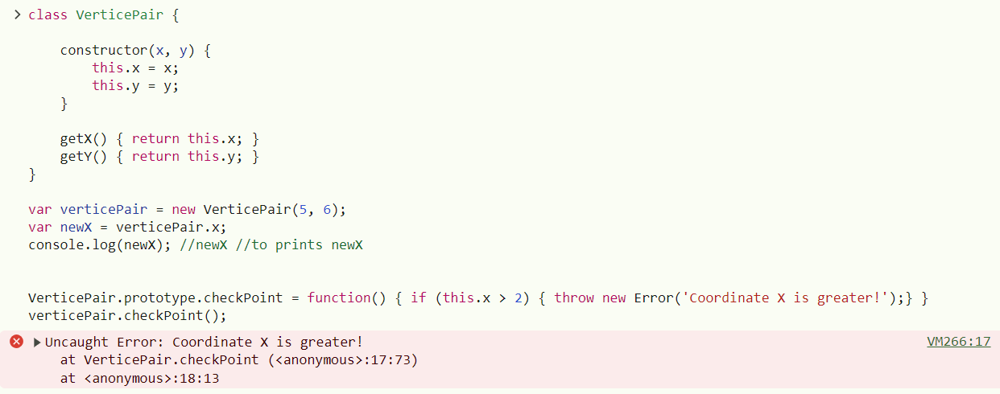 > class VerticePair {
constructor(x, y) {
this.x = x;
this.y = y;
}
getX() { return this.x; }
getY() { return this.y; }
}
var verticePair = new VerticePair(5, 6);
var newX = verticePair.x;
console.log(newX); //newX //to prints newX
VerticePair.prototype.checkPoint = function() { if (this.x > 2) { throw new Error('Coordinate X is greater!');} }
verticePair.checkPoint();
Uncaught Error: Coordinate X is greater! VM266:17
at VerticePair.checkPoint (<anonymous>:17:73)
at <anonymous>:18:13